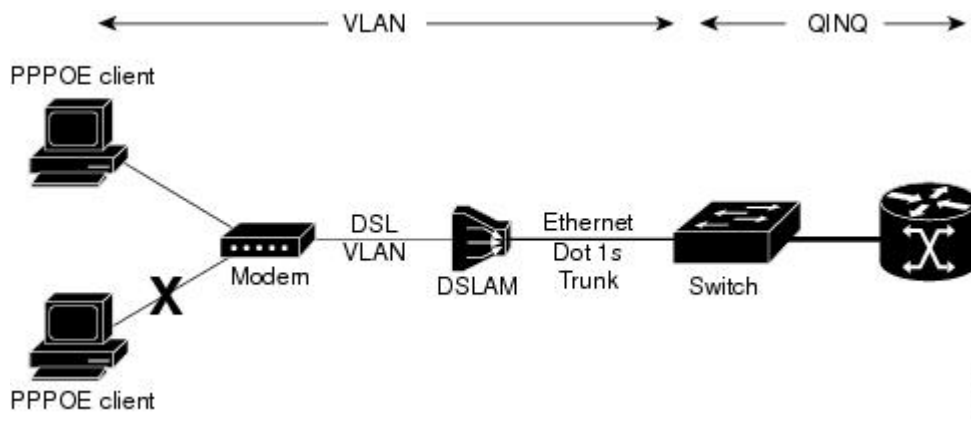 VLAN
QINQ
PPPOE client
DSL
VLAN
Modem
DSLAM
Ethernet
Dot 1s
Trunk
Switch
X
PPPOE client